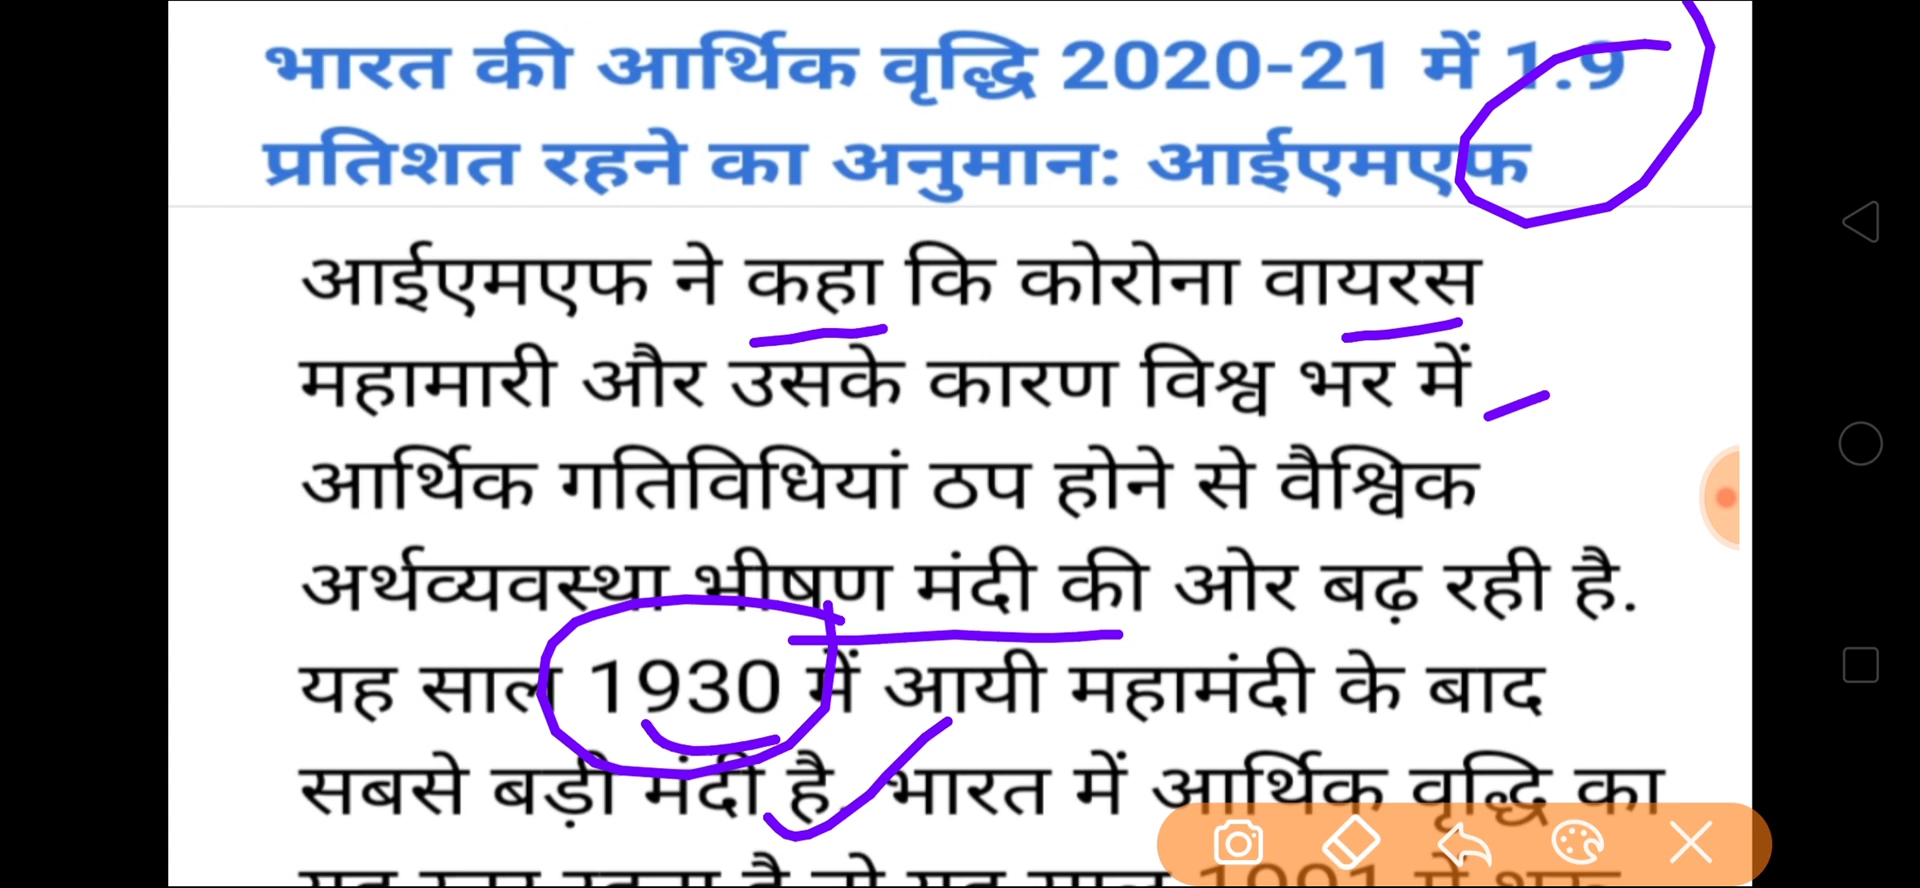 भारत की आर्थिक वृद्धि 2020-21 में 1.9
प्रतिशत रहने का अनुमान: आईएमएफ
आईएमएफ ने कहा कि कोरोना वायरस
महामारी और उसके कारण विश्व भर में
आर्थिक गतिविधियां ठप होने से वैश्विक
अर्थव्यवस्था भीषण मंदी की ओर बढ़ रही है.
यह साल 1930 में आयी महामंदी के बाद
सबसे बड़ी मंदी है. भारत में आर्थिक वृद्धि का